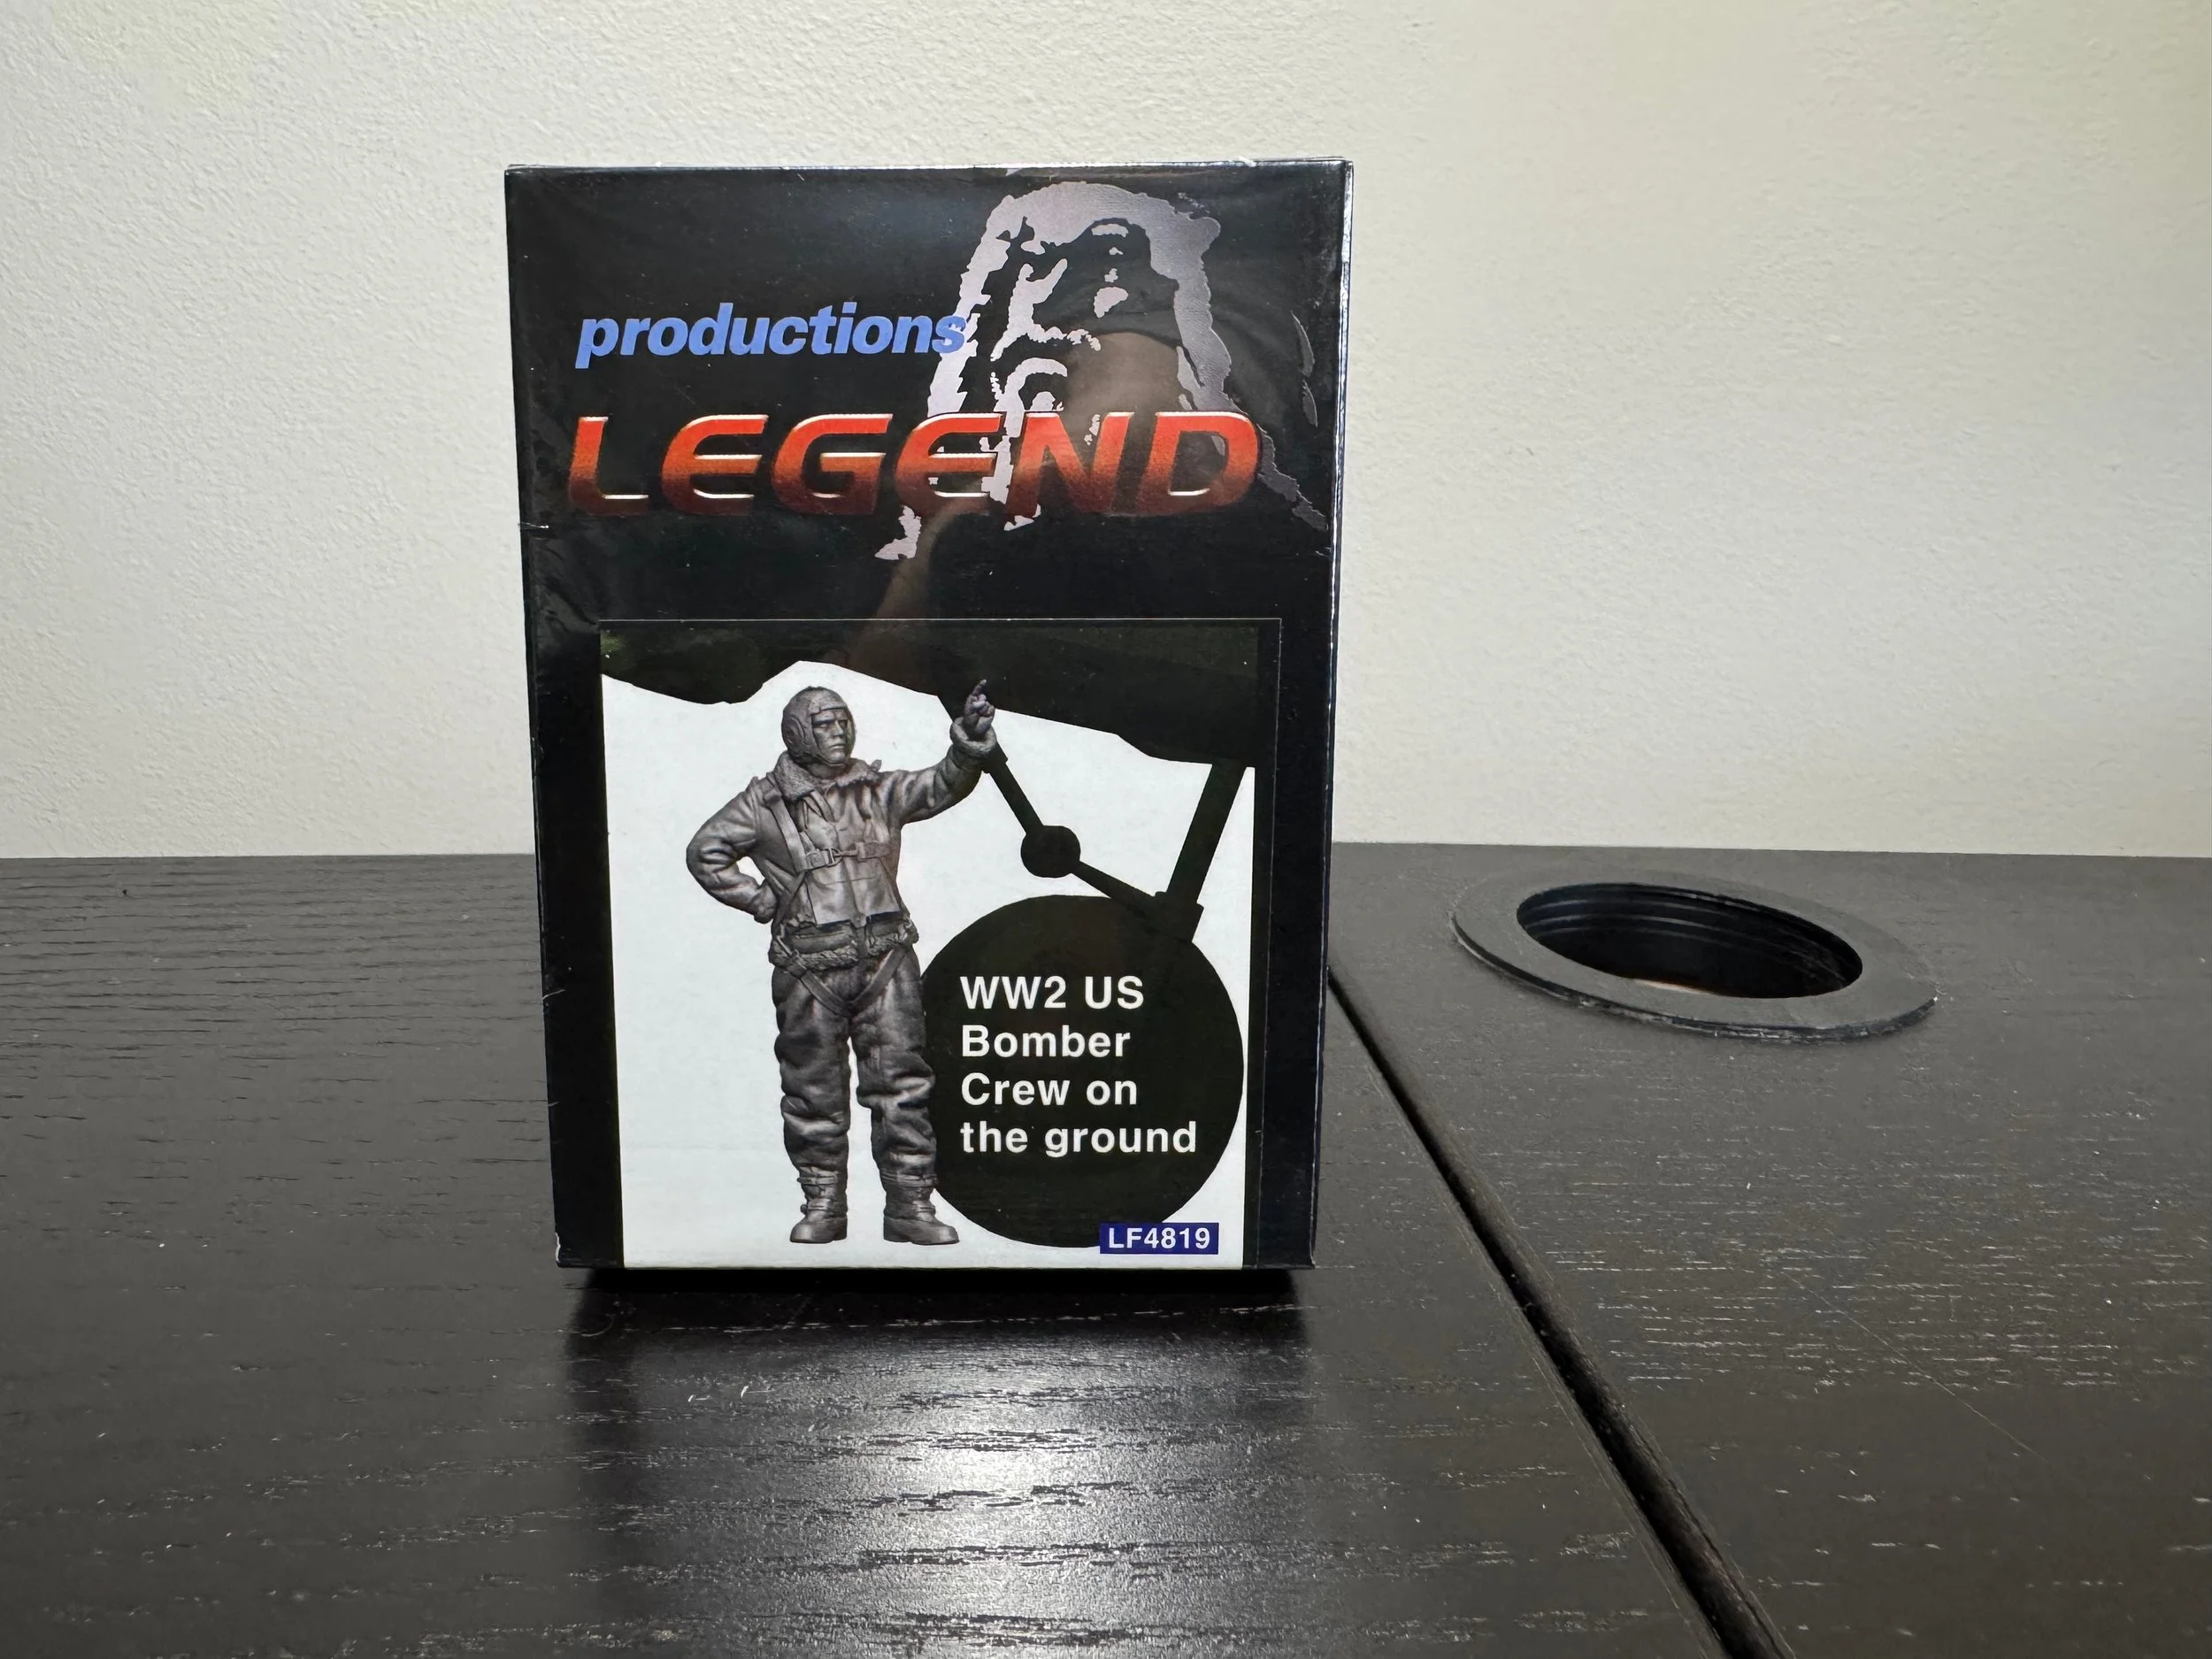 productions
LEGEND
WW2 US
Bomber
Crew on
the ground
LF4819